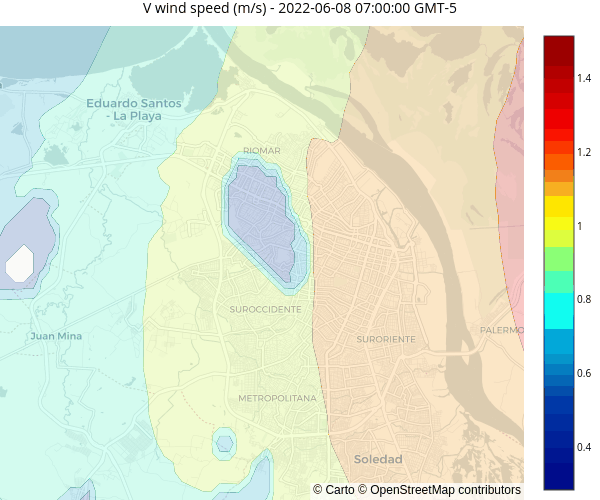 V wind speed (m/s) - 2022-06-08 07:00:00 GMT-5
1.4
Eduardo Santos
- La Playa
RIOMAR
1.2
1
0.8
SUROCCIDENTE
Juan Mina
SURORIENTE
PALERMO
0.6
METROPOLITANA
0.4
Soledad
© Carto © OpenStreetMap contributors